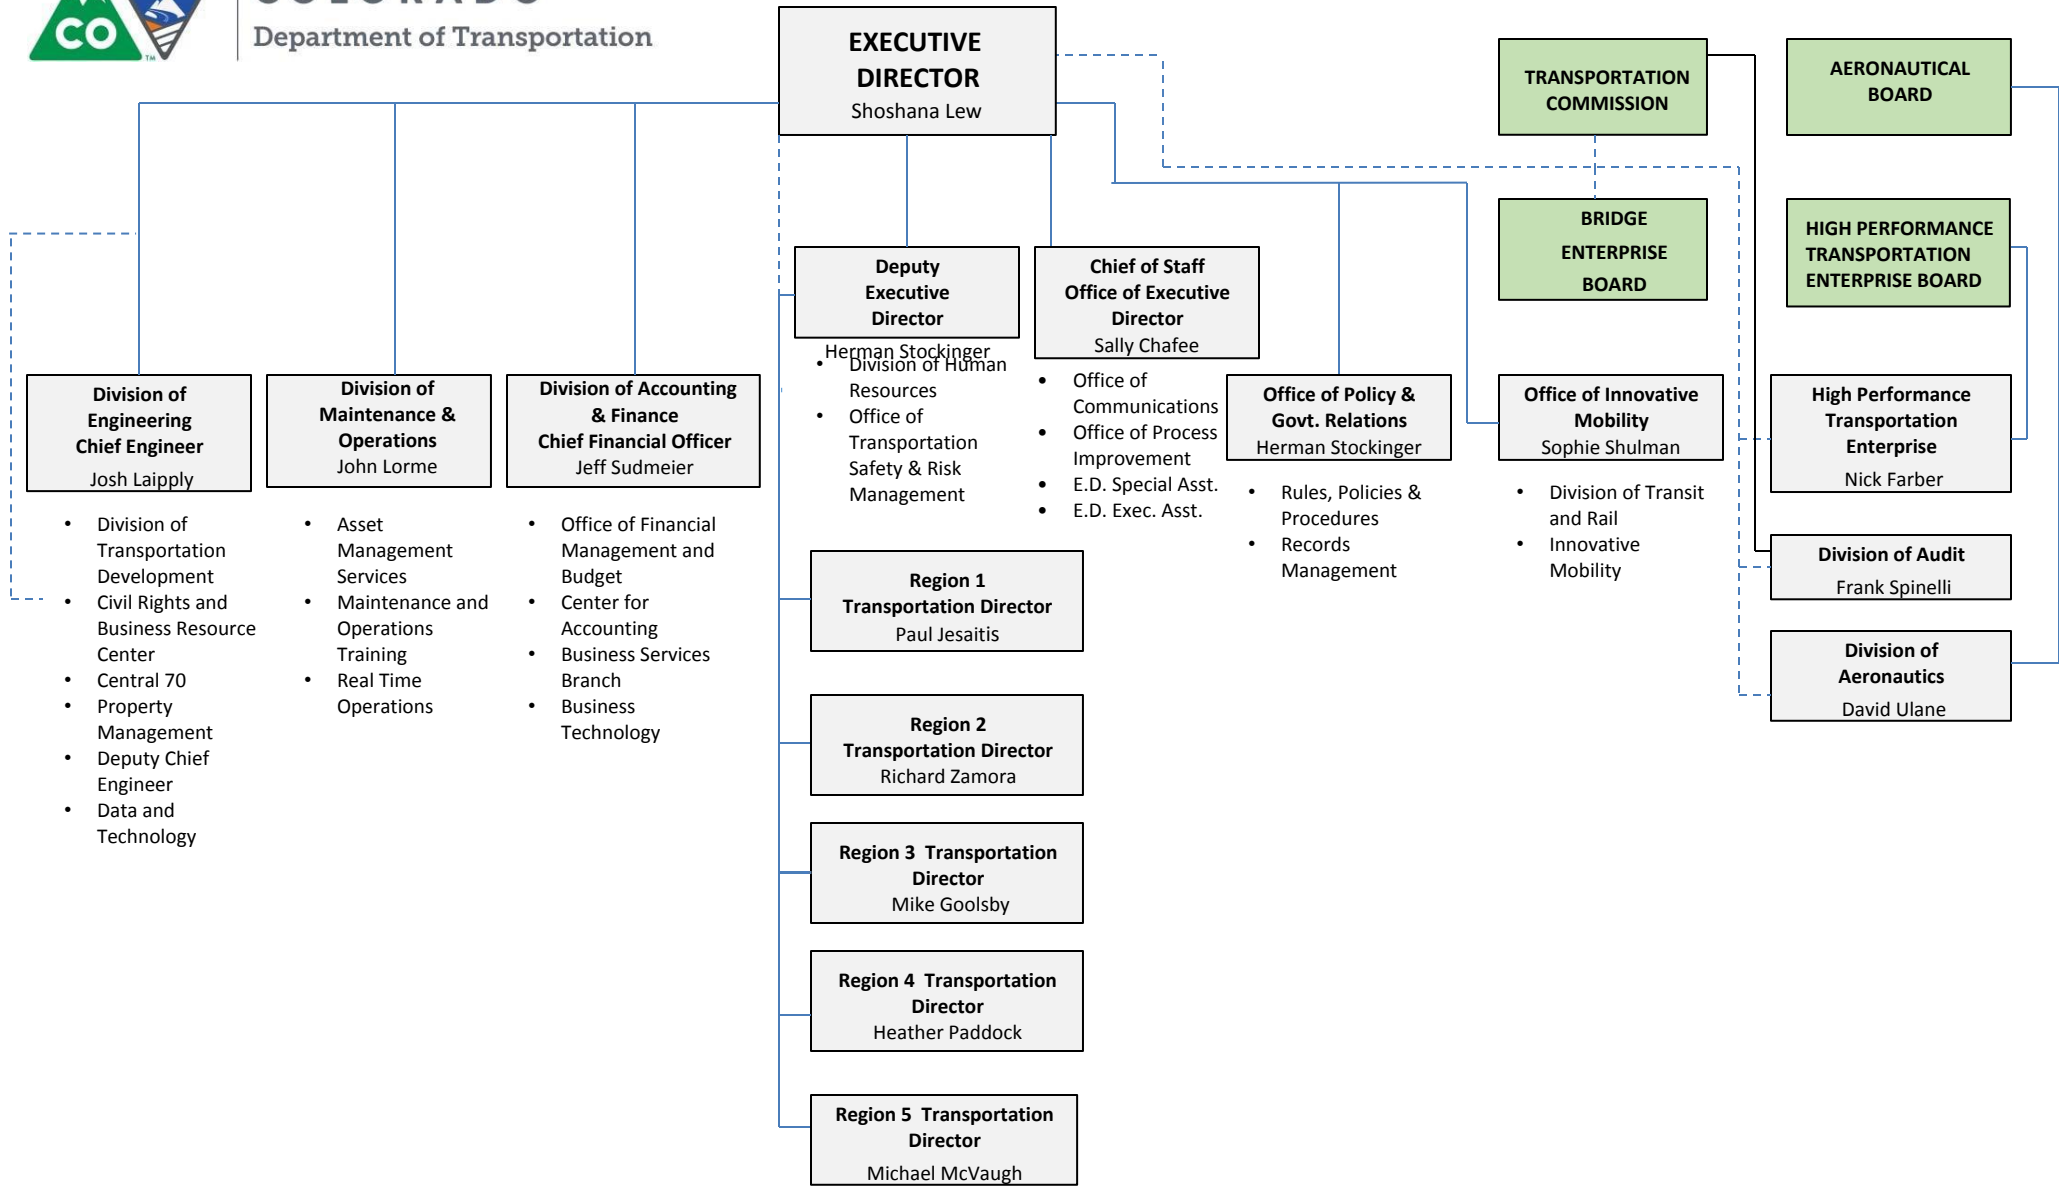 COLORADO
Department of Transportation
CO
TM
EXECUTIVE
DIRECTOR
Shoshana Lew
TRANSPORTATION
COMMISSION
AERONAUTICAL
BOARD
BRIDGE
ENTERPRISE
BOARD
HIGH PERFORMANCE
TRANSPORTATION
ENTERPRISE BOARD
Deputy
Executive
Director
Herman Stockinger
• Division of Human
Resources
• Office of
Transportation
Safety & Risk
Management
Chief of Staff
Office of Executive
Director
Sally Chafee
• Office of
Communications
• Office of Process
Improvement
• E.D. Special Asst.
• E.D. Exec. Asst.
Division of
Engineering
Chief Engineer
Josh Laipply
• Division of
Transportation
Development
• Civil Rights and
Business Resource
Center
• Central 70
• Property
Management
• Deputy Chief
Engineer
• Data and
Technology
Division of
Maintenance &
Operations
John Lorme
• Asset
Management
Services
• Maintenance and
Operations
Training
• Real Time
Operations
Division of Accounting
& Finance
Chief Financial Officer
Jeff Sudmeier
• Office of Financial
Management and
Budget
• Center for
Accounting
• Business Services
Branch
• Business
Technology
Office of Policy &
Govt. Relations
Herman Stockinger
• Rules, Policies &
Procedures
• Records
Management
Office of Innovative
Mobility
Sophie Shulman
• Division of Transit
and Rail
• Innovative
Mobility
High Performance
Transportation
Enterprise
Nick Farber
Division of Audit
Frank Spinelli
Division of
Aeronautics
David Ulane
Region 1
Transportation Director
Paul Jesaitis
Region 2
Transportation Director
Richard Zamora
Region 3 Transportation
Director
Mike Goolsby
Region 4 Transportation
Director
Heather Paddock
Region 5 Transportation
Director
Michael McVaugh